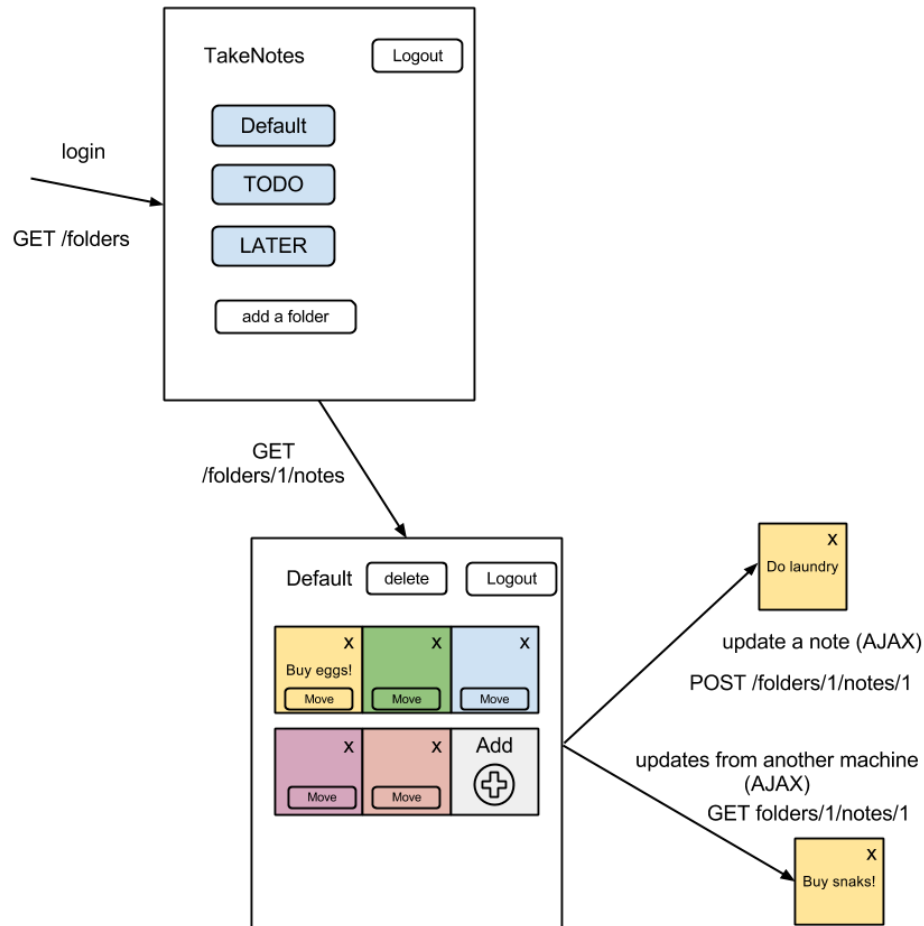 TakeNotes
Logout
Default
TODO
LATER
add a folder
login
GET /folders
GET
/folders/1/notes
Default
delete
Logout
x
x
x
Buy eggs!
Move
Move
Move
x
x
Add
Move
Move
x
Do laundry
update a note (AJAX)
POST /folders/1/notes/1
updates from another machine
(AJAX)
GET folders/1/notes/1
x
Buy snaks!